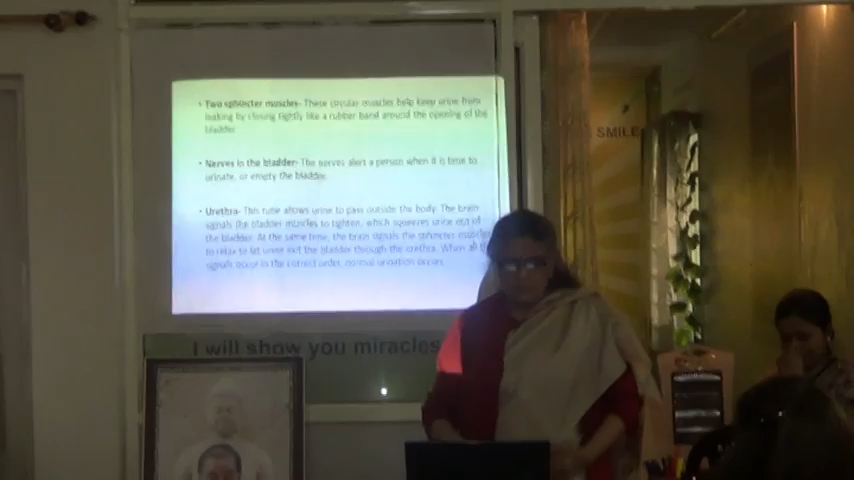 • Two sphincter muscles- These circular muscles help keep urine from
leaking by closing tightly like a rubber band around the opening of the
bladder.
• Nerves in the bladder- The nerves alert a person when it is time to
urinate, or empty the bladder.
• Urethra- This tube allows urine to pass outside the body. The brain
signals the bladder muscles to tighten, which squeezes urine out of
the bladder. At the same time, the brain signals the sphincter muscles
to relax to let urine exit the bladder through the urethra. When all
signals occur in the correct order, normal urination occurs.
SMILE
I will show you miracles